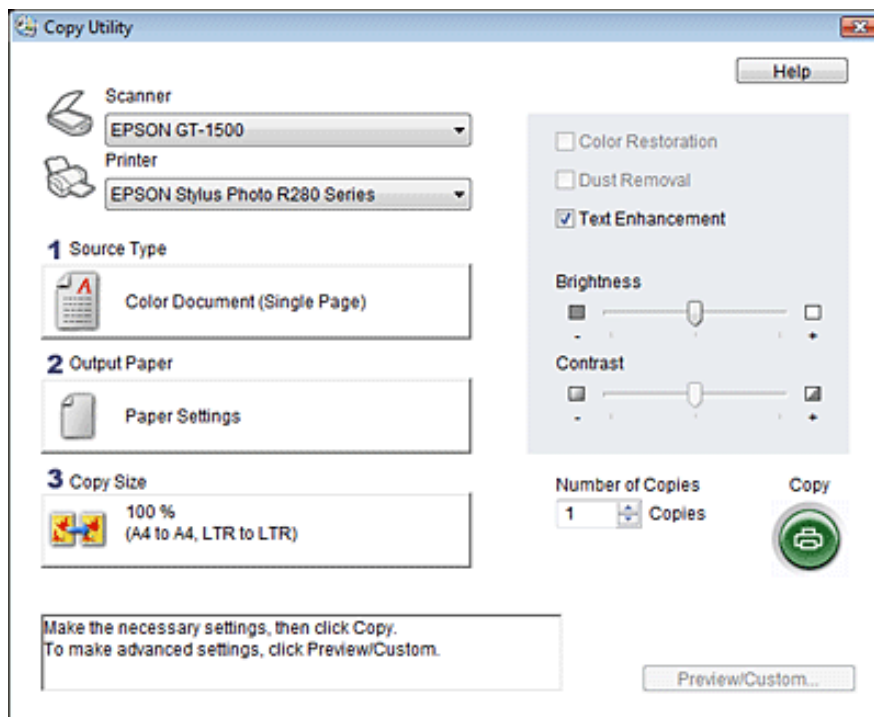 Copy Utility
Help
Scanner
EPSON GT-1500
Printer
EPSON Stylus Photo R280 Series
Color Restoration
Dust Removal
Text Enhancement
1 Source Type
Color Document (Single Page)
Brightness
- +
2 Output Paper
Paper Settings
Contrast
- +
3 Copy Size
100 %
(A4 to A4, LTR to LTR)
Number of Copies
1 Copies
Copy
Make the necessary settings, then click Copy.
To make advanced settings, click Preview/Custom.
Preview/Custom...